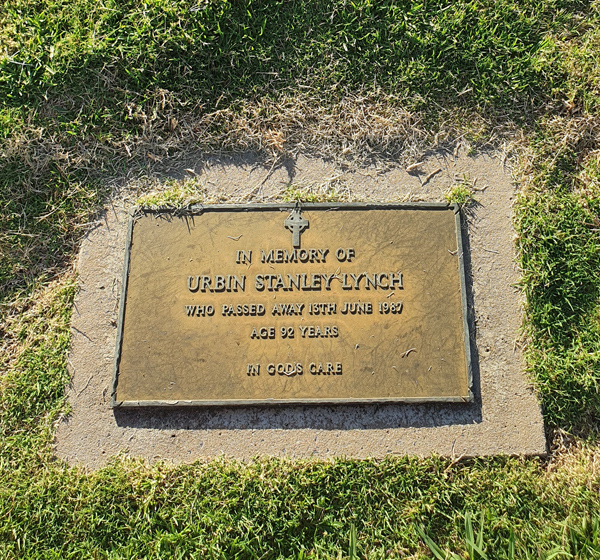 IN MEMORY OF
URBIN STANLEY LYNCH
WHO PASSED AWAY 13TH JUNE 1987
AGE 92 YEARS
IN GODS CARE